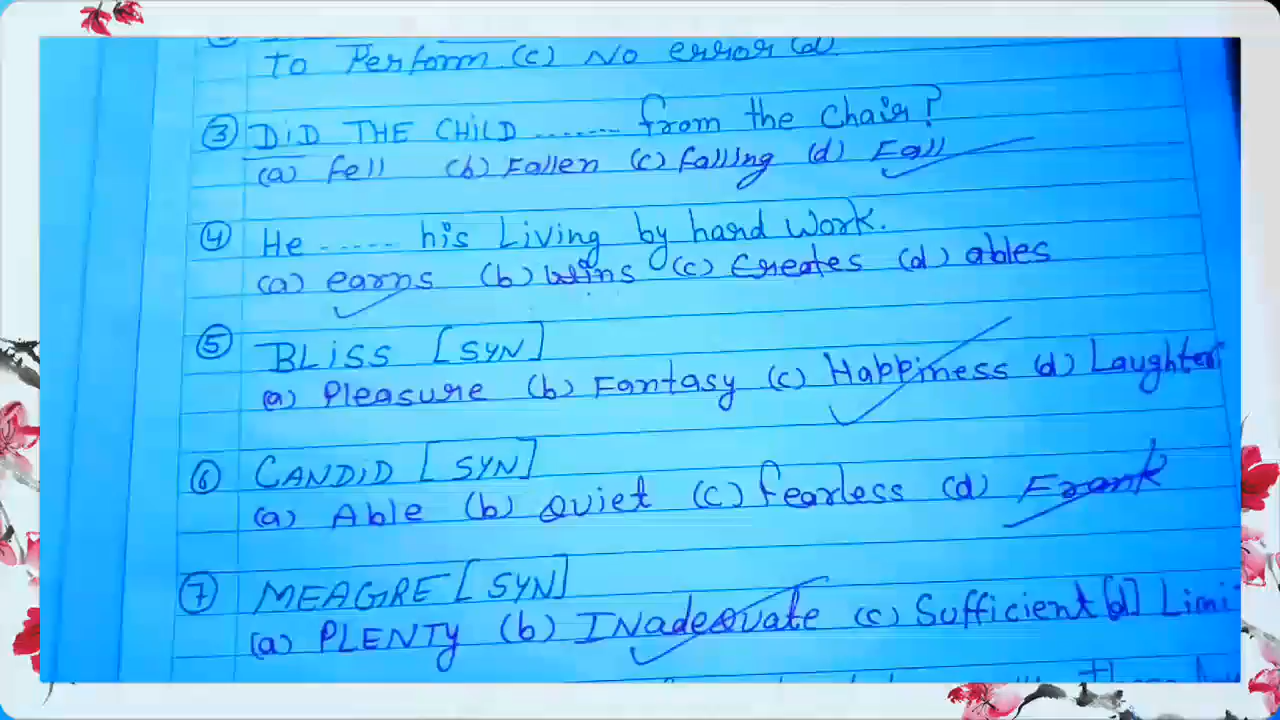 to Perform (c) No error (d)
③ DiD THE CHiLD ....... from the chair?
(a) fell (b) Fallen (c) falling (d) Fall
④ He ...... his Living by hard Work.
(a) earns (b) wins (c) Creates (d) ables
⑤ BLiSS [SYN]
(a) Pleasure (b) Fantasy (c) Happiness (d) Laughter
⑥ CANDiD [SYN]
(a) Able (b) Quiet (c) fearless (d) Frank
⑦ MEAGRE [SYN]
(a) PLENTY (b) INadequate (c) Sufficient [d] Limi